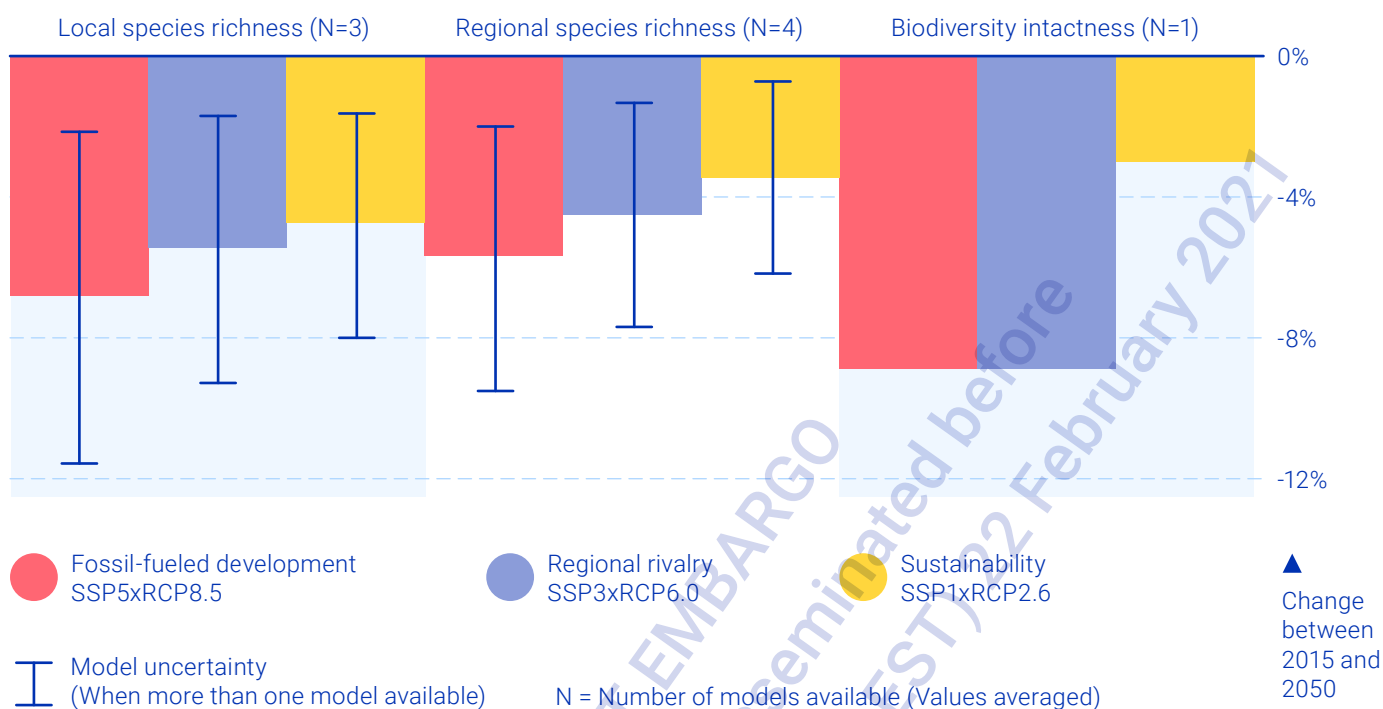 Local species richness (N=3)
Regional species richness (N=4)
Biodiversity intactness (N=1)
0%
-4%
-8%
-12%
Fossil-fueled development
SSP5xRCP8.5
Regional rivalry
SSP3xRCP6.0
Sustainability
SSP1xRCP2.6
Change
between
2015 and
2050
Model uncertainty
(When more than one model available)
N = Number of models available (Values averaged)
EMBARGO
before
22 February 2021